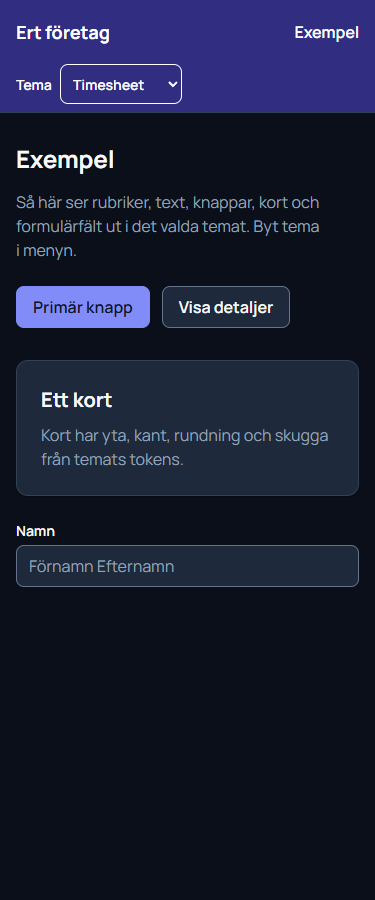 Ert företag
Exempel
Tema
Timesheet
Exempel
Så här ser rubriker, text, knappar, kort och
formulärfält ut i det valda temat. Byt tema
i menyn.
Primär knapp
Visa detaljer
Ett kort
Kort har yta, kant, rundning och skugga
från temats tokens.
Namn
Förnamn Efternamn